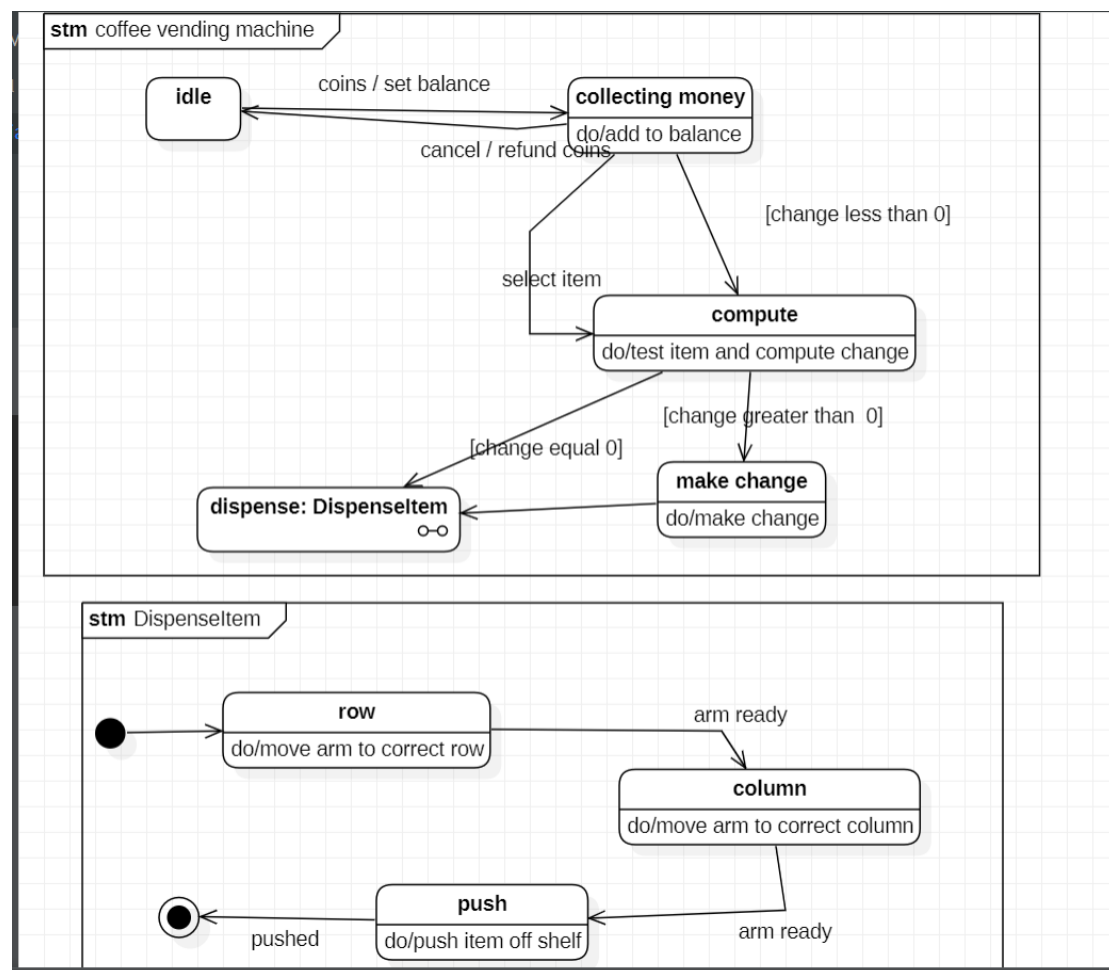 stm coffee vending machine
idle
coins / set balance
collecting money
do/add to balance
cancel / refund coins
[change less than 0]
select item
compute
do/test item and compute change
[change greater than  0]
[change equal 0]
make change
do/make change
dispense: DispenseItem
stm DispenseItem
row
do/move arm to correct row
arm ready
column
do/move arm to correct column
push
do/push item off shelf
pushed
arm ready